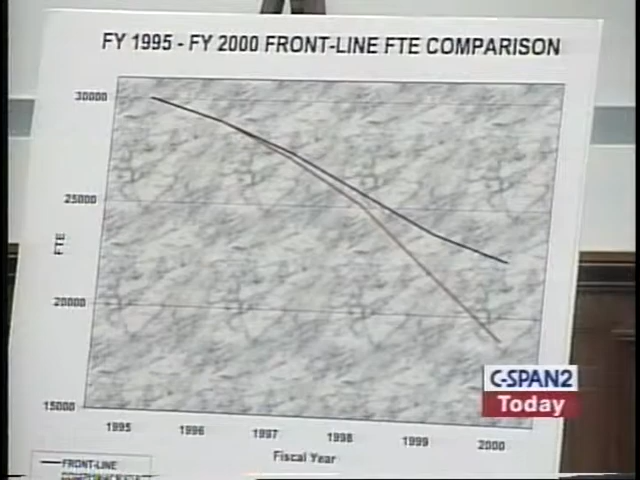 FY 1995 - FY 2000 FRONT-LINE FTE COMPARISON
30000
25000
FTE
20000
15000
1995 1996 1997 1998 1999 2000
Fiscal Year
FRONT-LINE
C-SPAN2
Today